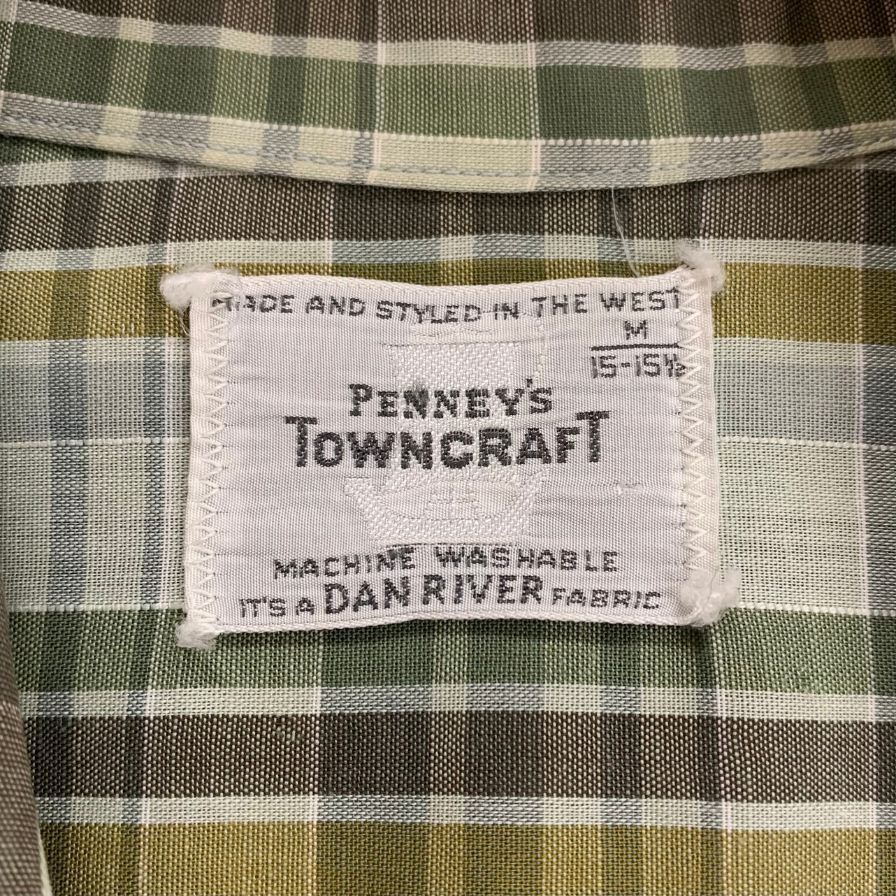 MADE AND STYLED IN THE WEST
M
15-15½
PENNEY'S
TOWNCRAFT
MACHINE WASHABLE
IT'S A DAN RIVER FABRIC